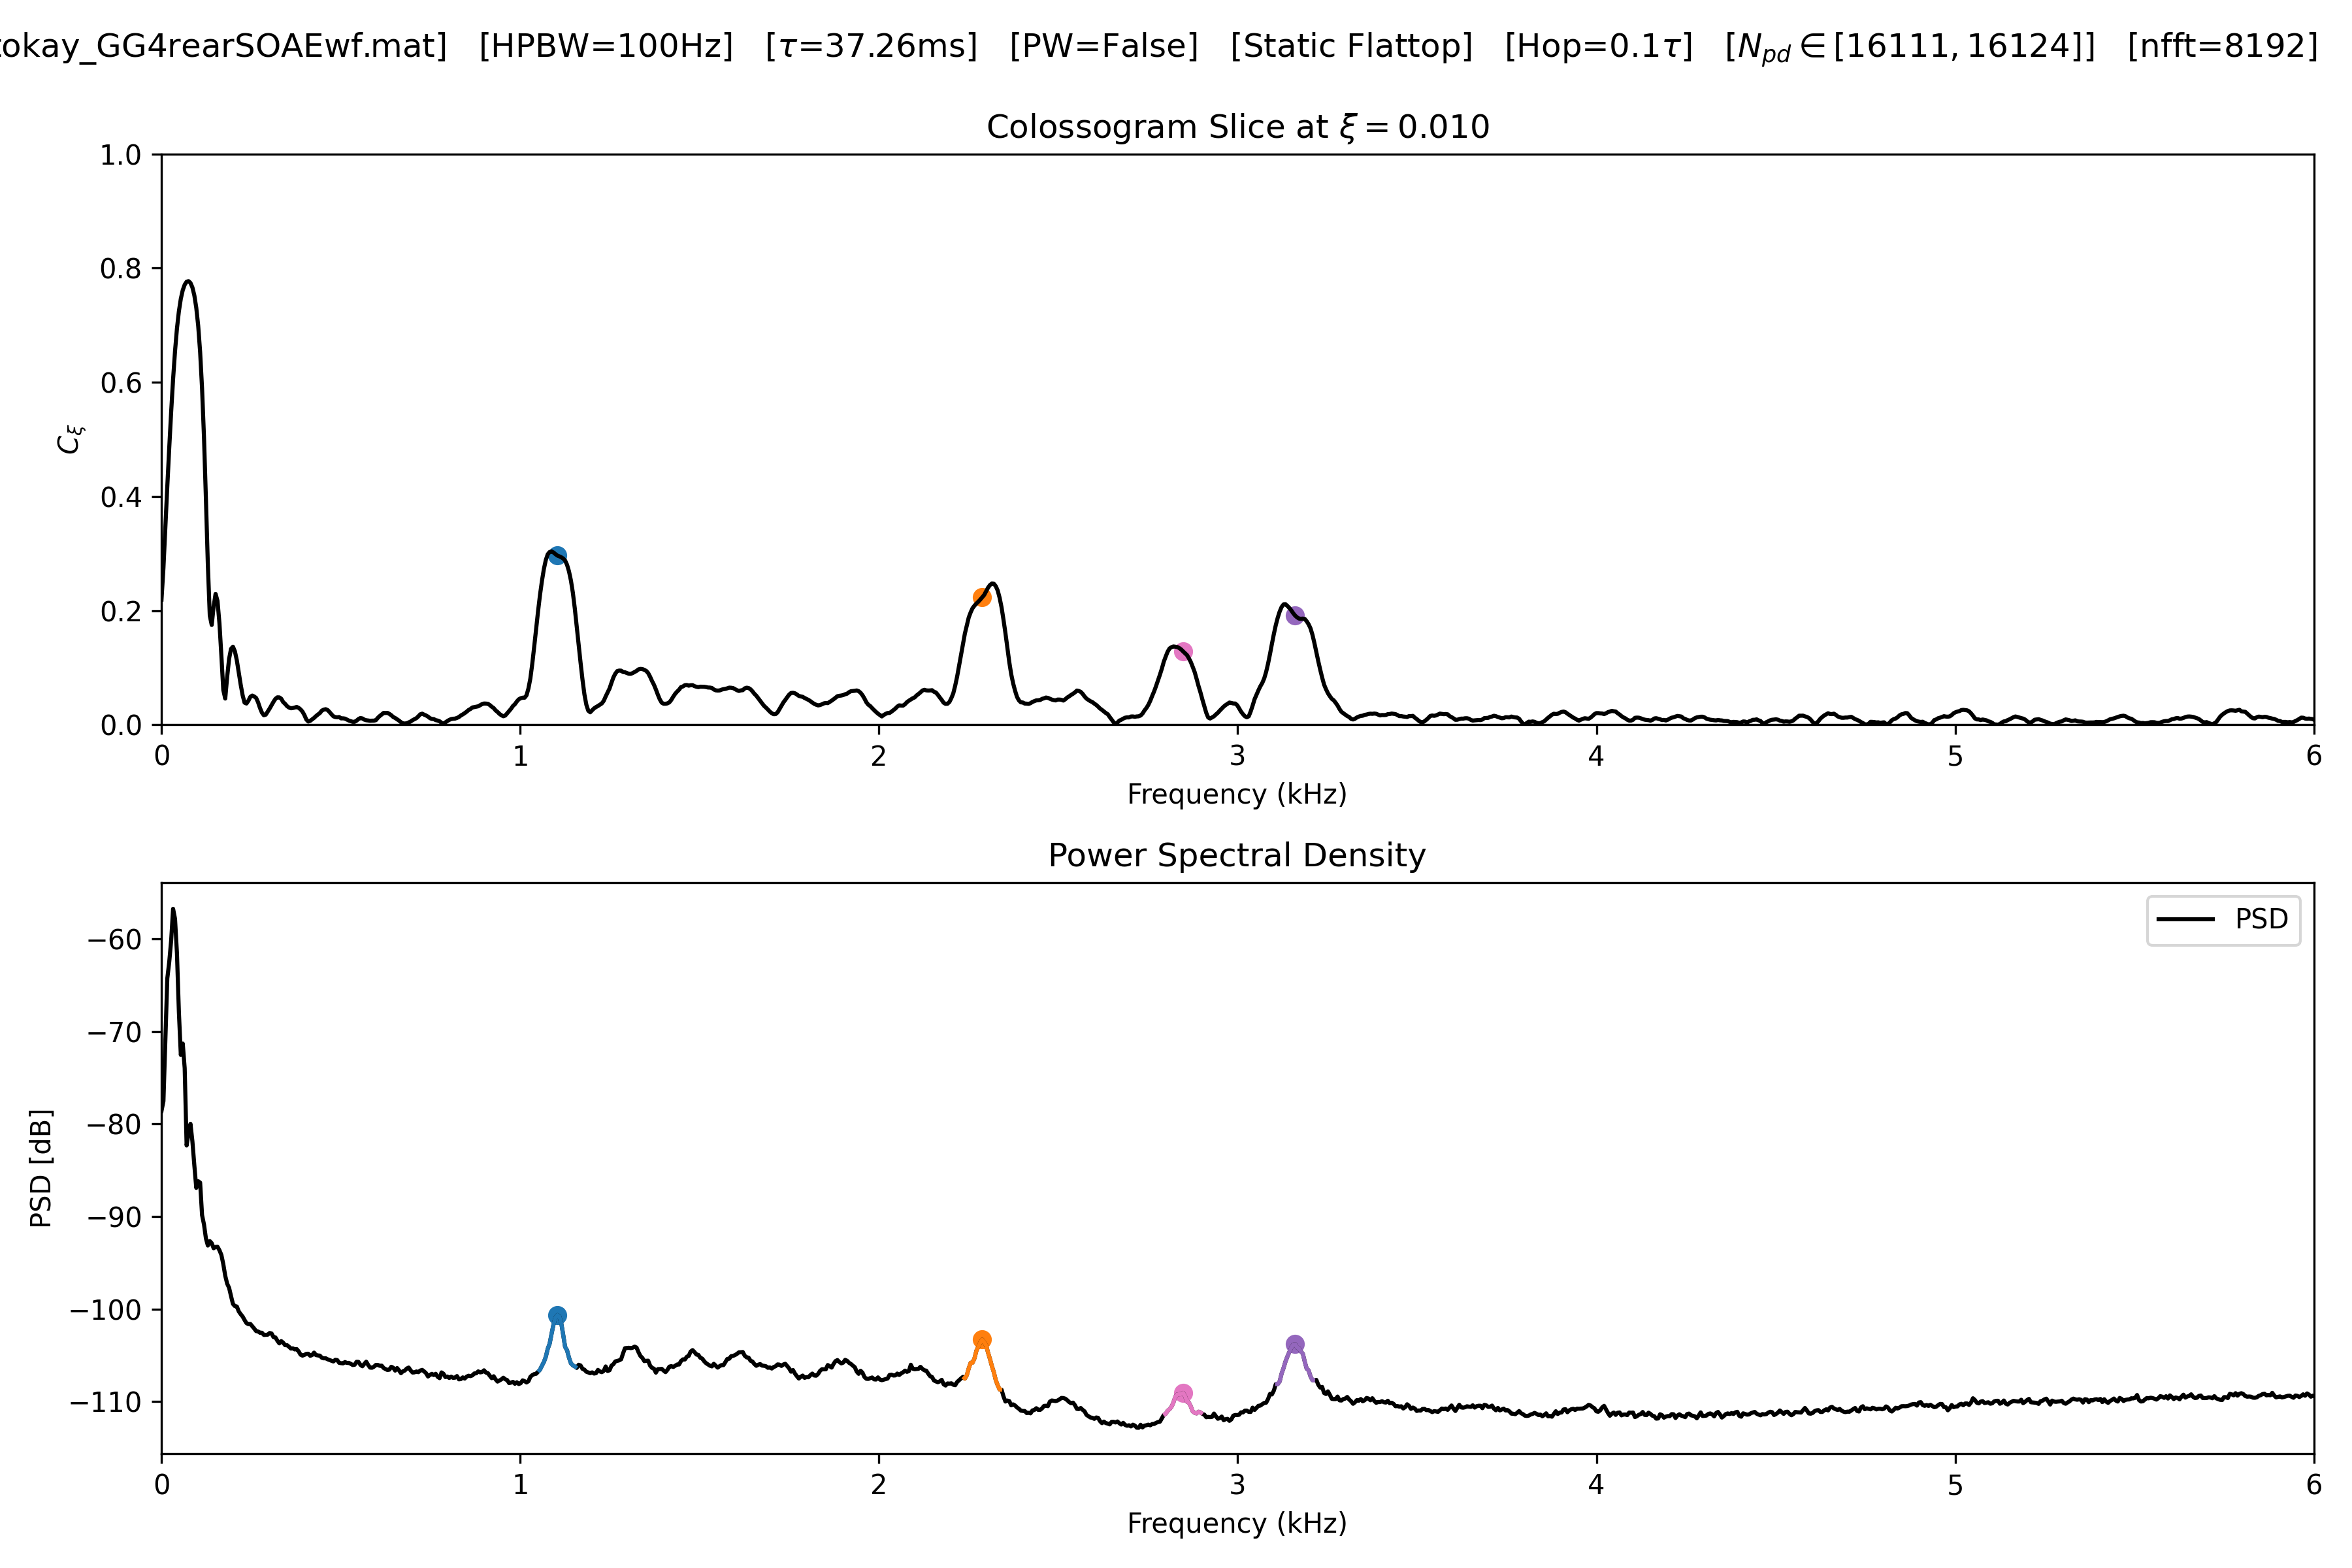 okay_GG4rearSOAEwf.mat] [HPBW=100Hz] [τ=37.26ms] [PW=False] [Static Flattop] [Hop=0.1τ] [N_pd ∈ [16111, 16124]] [nfft=8192]
Colossogram Slice at ξ = 0.010
1.0
0.8
0.6
0.4
0.2
0.0
C_ξ
0 1 2 3 4 5 6
Frequency (kHz)
Power Spectral Density
PSD
−60
−70
−80
−90
−100
−110
PSD [dB]
0 1 2 3 4 5 6
Frequency (kHz)